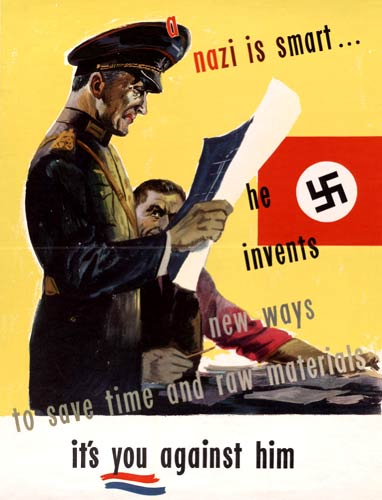 a
nazi is smart...
he
invents
new ways
to save time and raw materials
it's you against him